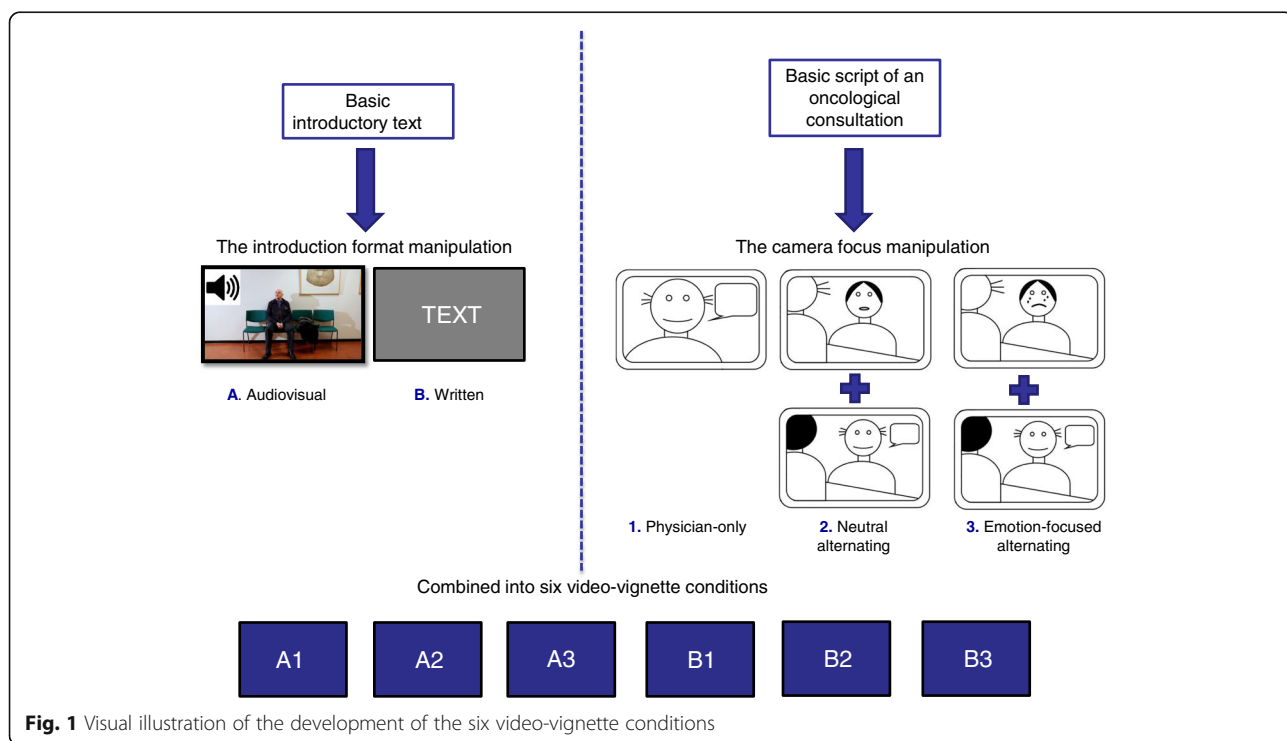 Basic
introductory text
Basic script of an
oncological
consultation
The introduction format manipulation
The camera focus manipulation
TEXT
A. Audiovisual
B. Written
1. Physician-only
2. Neutral
alternating
3. Emotion-focused
alternating
Combined into six video-vignette conditions
A1
A2
A3
B1
B2
B3
Fig. 1 Visual illustration of the development of the six video-vignette conditions